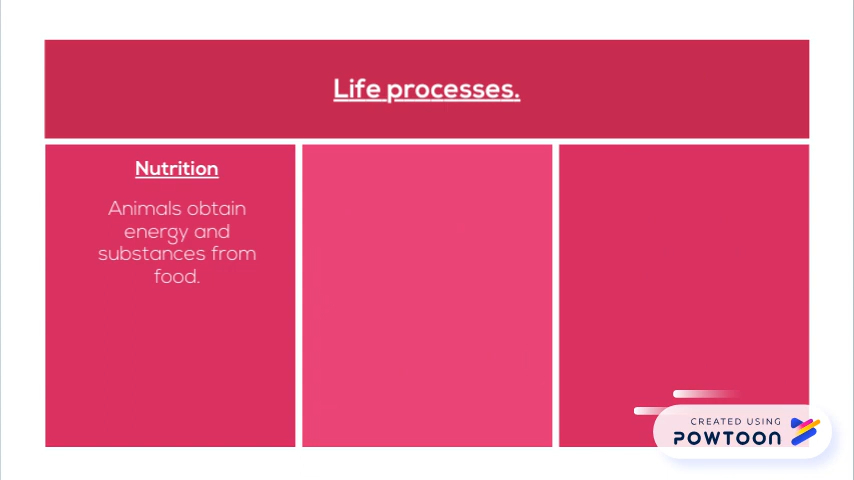 Life processes.
Nutrition
Animals obtain
energy and
substances from
food.
CREATED USING
POWTOON